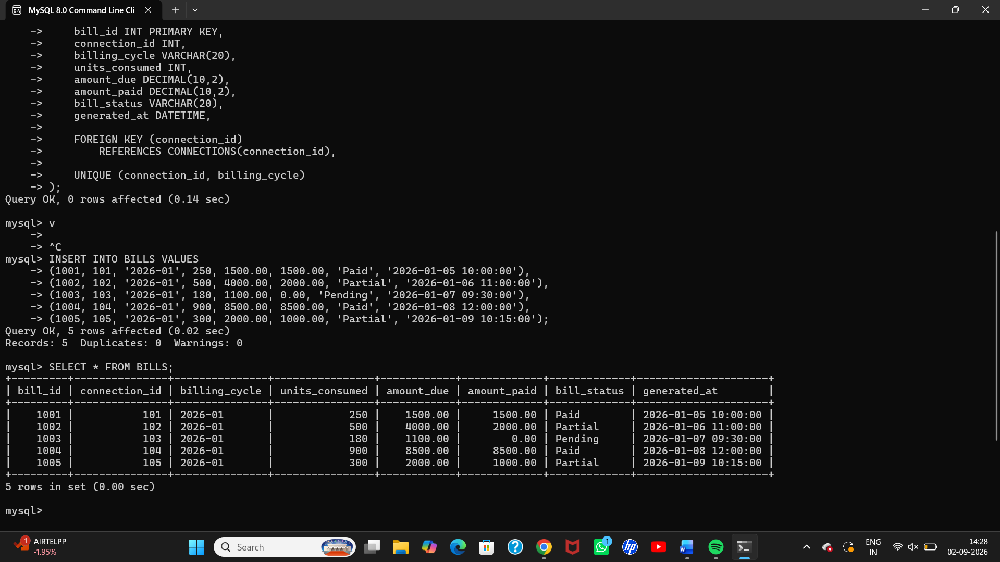 MySQL 8.0 Command Line Cli
    ->     bill_id INT PRIMARY KEY,
    ->     connection_id INT,
    ->     billing_cycle VARCHAR(20),
    ->     units_consumed INT,
    ->     amount_due DECIMAL(10,2),
    ->     amount_paid DECIMAL(10,2),
    ->     bill_status VARCHAR(20),
    ->     generated_at DATETIME,
    ->
    ->     FOREIGN KEY (connection_id)
    ->         REFERENCES CONNECTIONS(connection_id),
    ->
    ->     UNIQUE (connection_id, billing_cycle)
    -> );
Query OK, 0 rows affected (0.14 sec)
mysql> v
    ->
    -> ^C
mysql> INSERT INTO BILLS VALUES
    -> (1001, 101, '2026-01', 250, 1500.00, 1500.00, 'Paid', '2026-01-05 10:00:00'),
    -> (1002, 102, '2026-01', 500, 4000.00, 2000.00, 'Partial', '2026-01-06 11:00:00'),
    -> (1003, 103, '2026-01', 180, 1100.00, 0.00, 'Pending', '2026-01-07 09:30:00'),
    -> (1004, 104, '2026-01', 900, 8500.00, 8500.00, 'Paid', '2026-01-08 12:00:00'),
    -> (1005, 105, '2026-01', 300, 2000.00, 1000.00, 'Partial', '2026-01-09 10:15:00');
Query OK, 5 rows affected (0.02 sec)
Records: 5  Duplicates: 0  Warnings: 0
mysql> SELECT * FROM BILLS;
+---------+---------------+---------------+----------------+------------+-------------+-------------+---------------------+
| bill_id | connection_id | billing_cycle | units_consumed | amount_due | amount_paid | bill_status | generated_at        |
+---------+---------------+---------------+----------------+------------+-------------+-------------+---------------------+
|    1001 |           101 | 2026-01       |            250 |    1500.00 |     1500.00 | Paid        | 2026-01-05 10:00:00 |
|    1002 |           102 | 2026-01       |            500 |    4000.00 |     2000.00 | Partial     | 2026-01-06 11:00:00 |
|    1003 |           103 | 2026-01       |            180 |    1100.00 |        0.00 | Pending     | 2026-01-07 09:30:00 |
|    1004 |           104 | 2026-01       |            900 |    8500.00 |     8500.00 | Paid        | 2026-01-08 12:00:00 |
|    1005 |           105 | 2026-01       |            300 |    2000.00 |     1000.00 | Partial     | 2026-01-09 10:15:00 |
+---------+---------------+---------------+----------------+------------+-------------+-------------+---------------------+
5 rows in set (0.00 sec)
mysql>
1
AIRTELPP
-1.95%
Search
1
hp
W
ENG
IN
14:28
02-09-2026